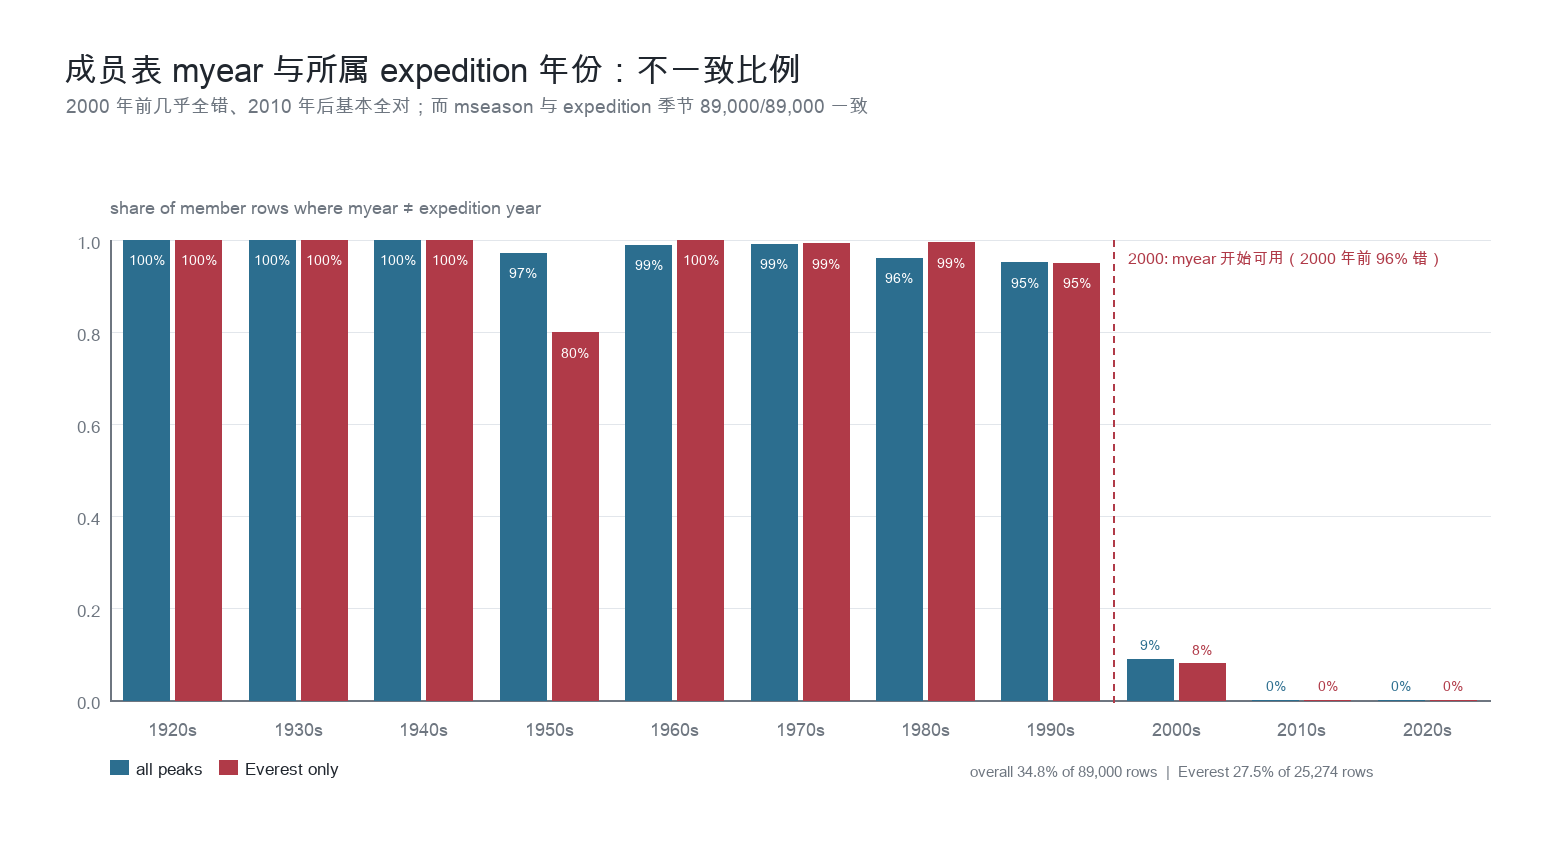 成员表 myear 与所属 expedition 年份：不一致比例
2000 年前几乎全错、2010 年后基本全对；而 mseason 与 expedition 季节 89,000/89,000 一致
share of member rows where myear ≠ expedition year
1.0
0.8
0.6
0.4
0.2
0.0
100% 100% 100% 100% 100% 100% 97% 80% 99% 100% 99% 99% 96% 99% 95% 95% 9% 8% 0% 0% 0% 0%
2000: myear 开始可用（2000 年前 96% 错）
1920s 1930s 1940s 1950s 1960s 1970s 1980s 1990s 2000s 2010s 2020s
all peaks Everest only
overall 34.8% of 89,000 rows | Everest 27.5% of 25,274 rows